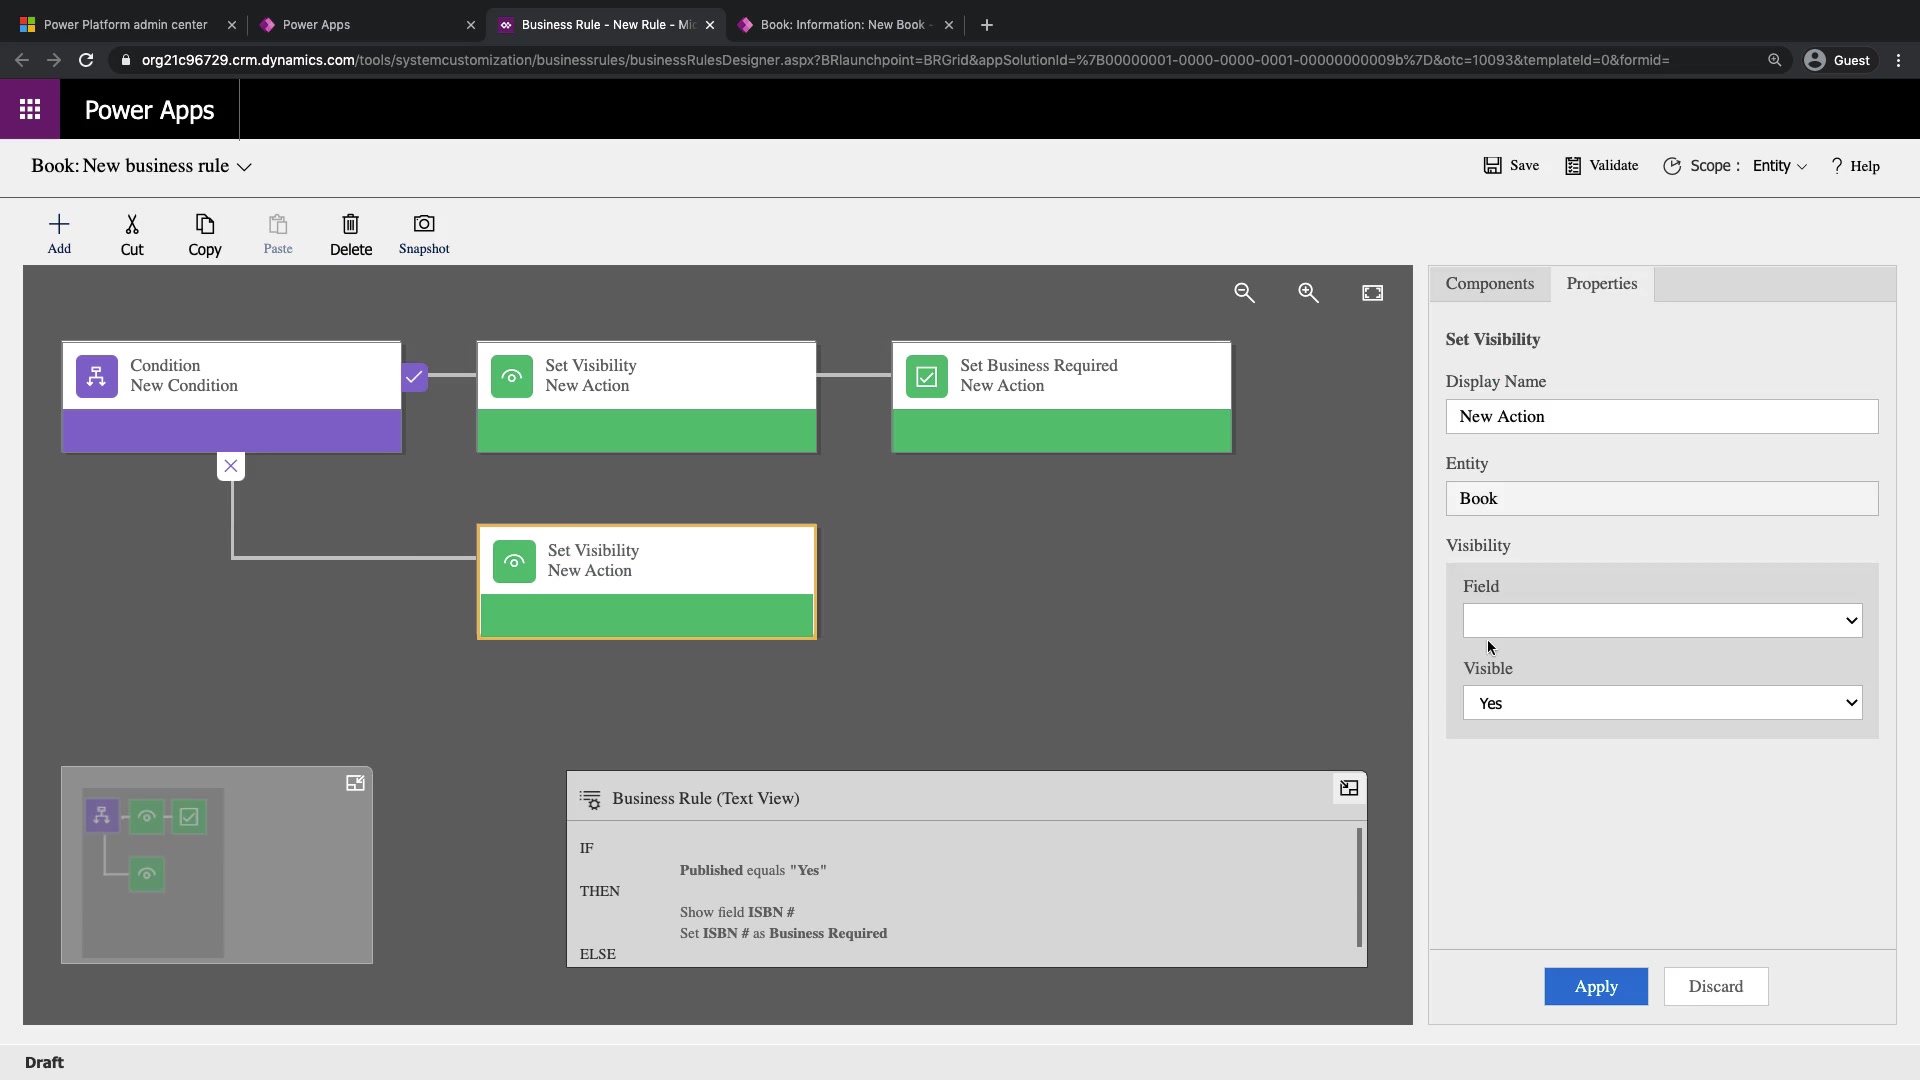 Power Platform admin center
Power Apps
Business Rule - New Rule - Mic
Book: Information: New Book -
org21c96729.crm.dynamics.com/tools/systemcustomization/businessrules/businessRulesDesigner.aspx?BRlaunchpoint=BRGrid&appSolutionId=%7B00000001-0000-0000-0001-00000000009b%7D&otc=10093&templateId=0&formid=
Guest
Power Apps
Book: New business rule
Save
Validate
Scope : Entity
? Help
Add
Cut
Copy
Paste
Delete
Snapshot
Condition
New Condition
Set Visibility
New Action
Set Business Required
New Action
Set Visibility
New Action
Business Rule (Text View)
IF
Published equals "Yes"
THEN
Show field ISBN #
Set ISBN # as Business Required
ELSE
Components
Properties
Set Visibility
Display Name
New Action
Entity
Book
Visibility
Field
Visible
Yes
Apply
Discard
Draft